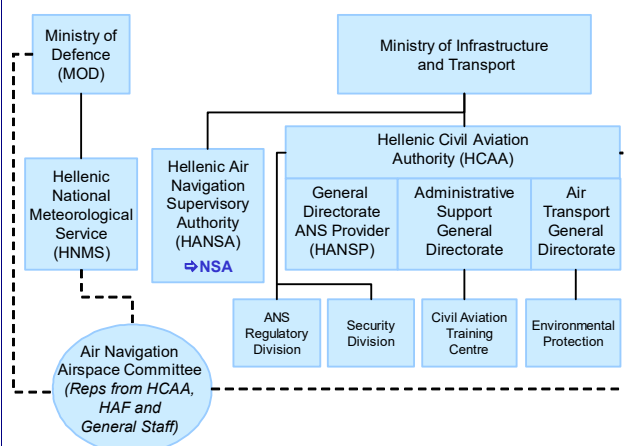 Ministry of
Defence
(MOD)
Ministry of Infrastructure
and Transport
Hellenic
National
Meteorological
Service
(HNMS)
Hellenic Air
Navigation
Supervisory
Authority
(HANSA)
⇨NSA
Hellenic Civil Aviation
Authority (HCAA)
General
Directorate
ANS Provider
(HANSP)
Administrative
Support
General
Directorate
Air
Transport
General
Directorate
ANS
Regulatory
Division
Security
Division
Civil Aviation
Training
Centre
Environmental
Protection
Air Navigation
Airspace Committee
(Reps from HCAA,
HAF and
General Staff)